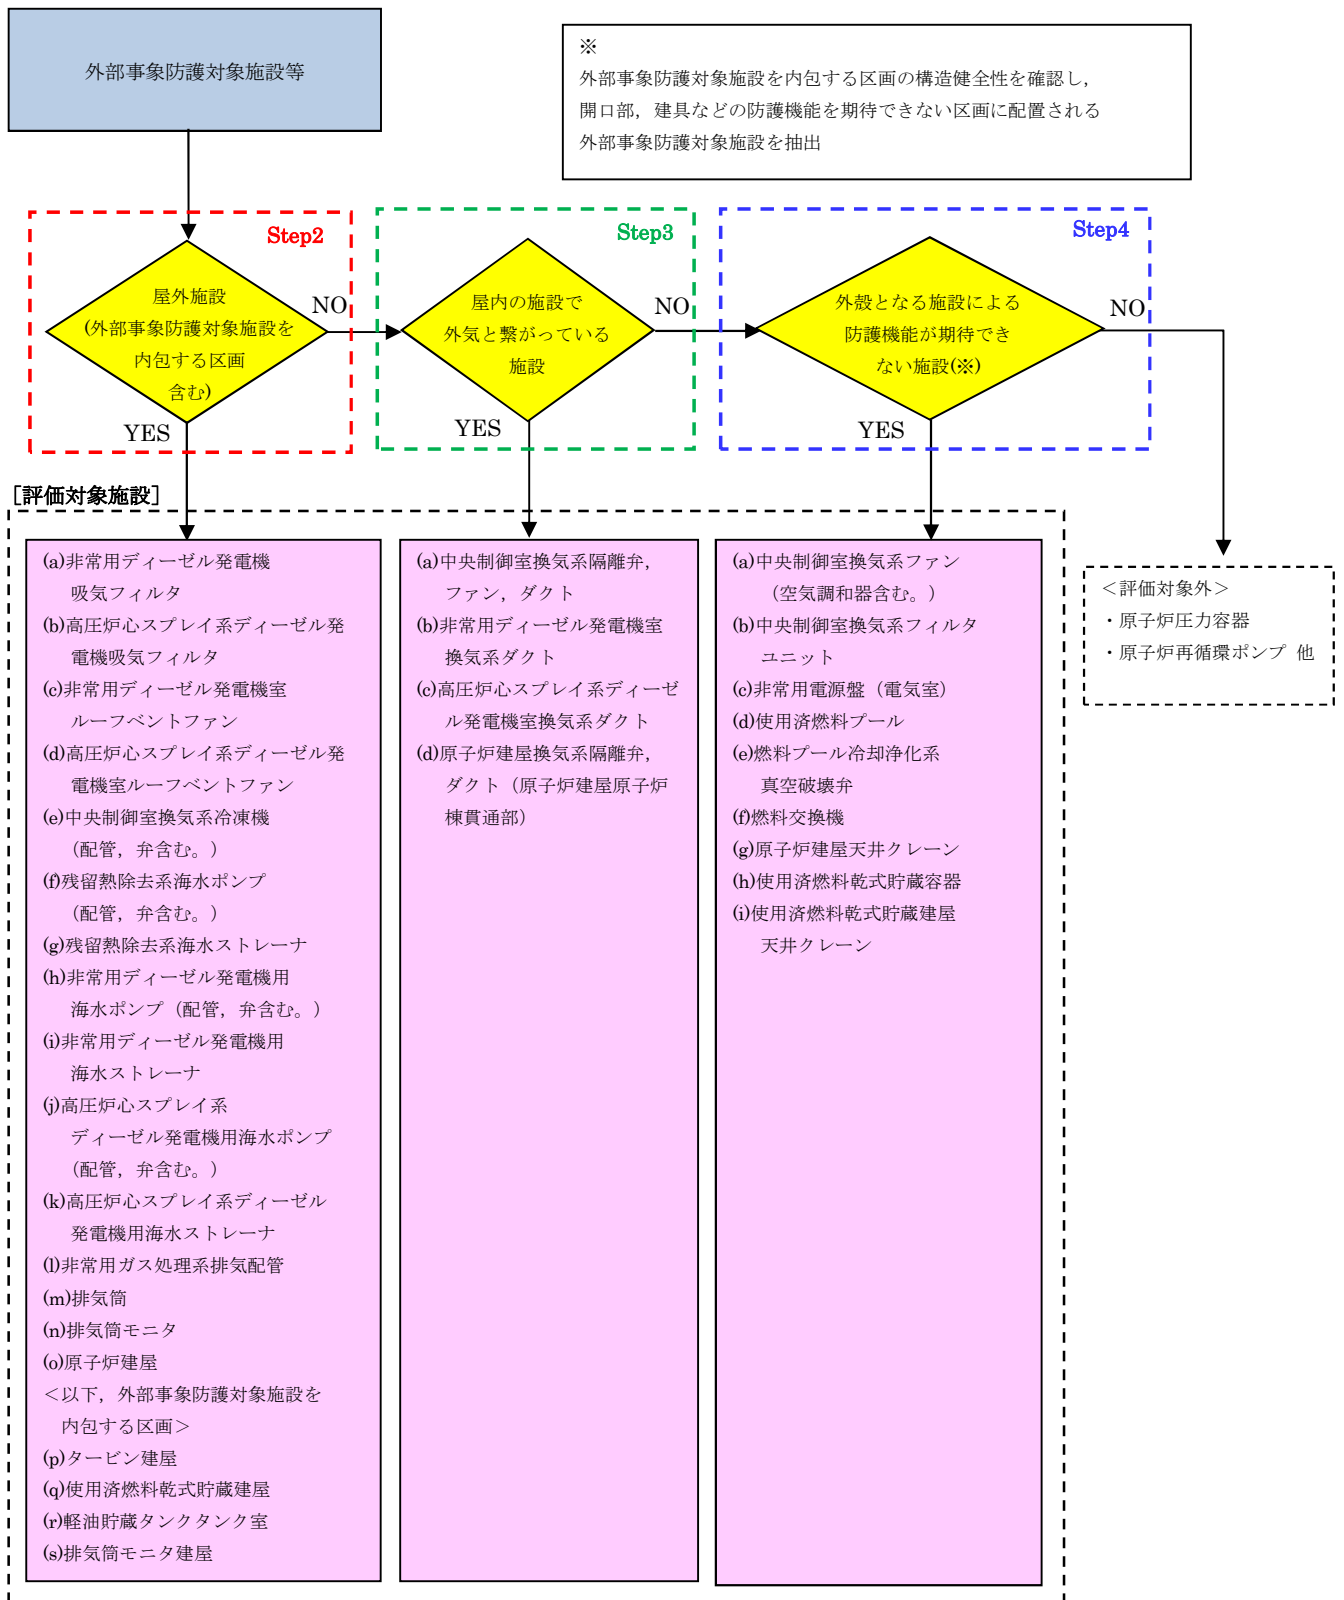 外部事象防護対象施設等
※
外部事象防護対象施設を内包する区画の構造健全性を確認し，
開口部，建具などの防護機能を期待できない区画に配置される
外部事象防護対象施設を抽出
Step2
屋外施設
(外部事象防護対象施設を
内包する区画
含む)
NO
YES
Step3
屋内の施設で
外気と繋がっている
施設
NO
YES
Step4
外殻となる施設による
防護機能が期待でき
ない施設(※)
NO
YES
［評価対象施設］
(a)非常用ディーゼル発電機
吸気フィルタ
(b)高圧炉心スプレイ系ディーゼル発
電機吸気フィルタ
(c)非常用ディーゼル発電機室
ルーフベントファン
(d)高圧炉心スプレイ系ディーゼル発
電機室ルーフベントファン
(e)中央制御室換気系冷凍機
（配管，弁含む。）
(f)残留熱除去系海水ポンプ
（配管，弁含む。）
(g)残留熱除去系海水ストレーナ
(h)非常用ディーゼル発電機用
海水ポンプ（配管，弁含む。）
(i)非常用ディーゼル発電機用
海水ストレーナ
(j)高圧炉心スプレイ系
ディーゼル発電機用海水ポンプ
（配管，弁含む。）
(k)高圧炉心スプレイ系ディーゼル
発電機用海水ストレーナ
(l)非常用ガス処理系排気配管
(m)排気筒
(n)排気筒モニタ
(o)原子炉建屋
＜以下，外部事象防護対象施設を
内包する区画＞
(p)タービン建屋
(q)使用済燃料乾式貯蔵建屋
(r)軽油貯蔵タンクタンク室
(s)排気筒モニタ建屋
(a)中央制御室換気系隔離弁，
ファン，ダクト
(b)非常用ディーゼル発電機室
換気系ダクト
(c)高圧炉心スプレイ系ディーゼ
ル発電機室換気系ダクト
(d)原子炉建屋換気系隔離弁，
ダクト（原子炉建屋原子炉
棟貫通部）
(a)中央制御室換気系ファン
（空気調和器含む。）
(b)中央制御室換気系フィルタ
ユニット
(c)非常用電源盤（電気室）
(d)使用済燃料プール
(e)燃料プール冷却浄化系
真空破壊弁
(f)燃料交換機
(g)原子炉建屋天井クレーン
(h)使用済燃料乾式貯蔵容器
(i)使用済燃料乾式貯蔵建屋
天井クレーン
＜評価対象外＞
・原子炉圧力容器
・原子炉再循環ポンプ 他